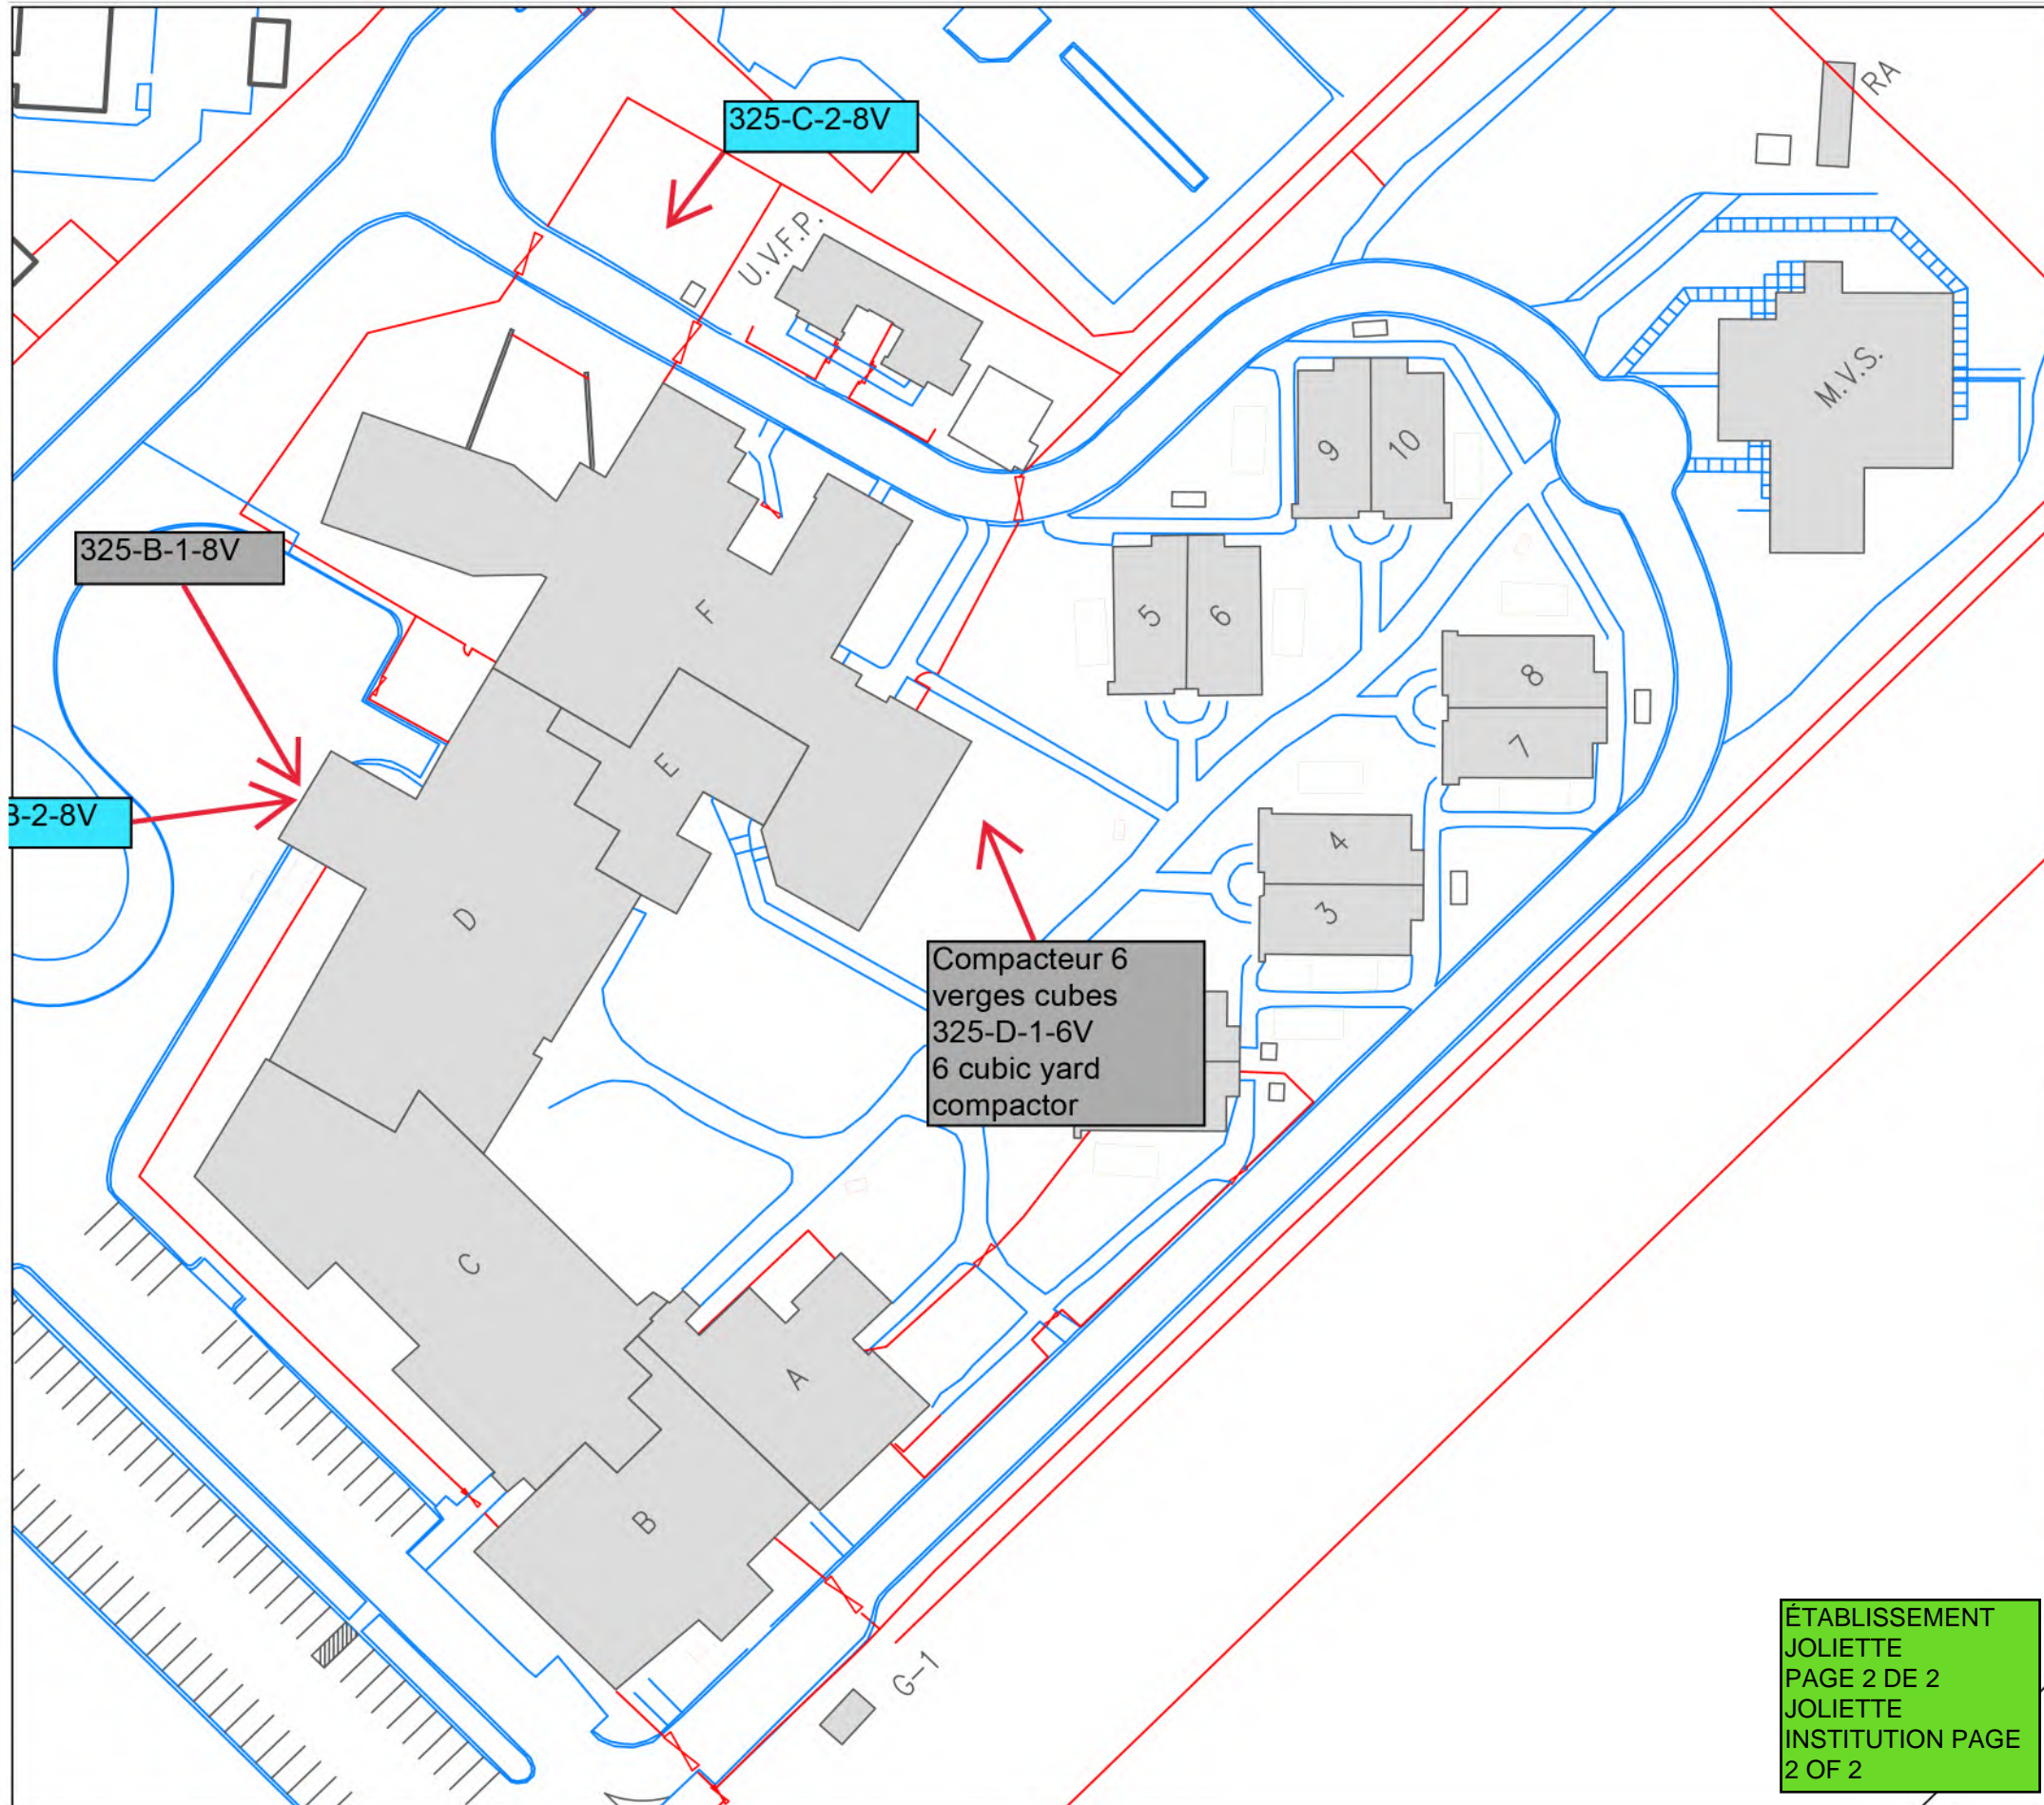 325-C-2-8V
RA
U.V.F.P.
M.V.S.
9
10
325-B-1-8V
F
5
6
8
7
E
B-2-8V
4
3
D
Compacteur 6
verges cubes
325-D-1-6V
6 cubic yard
compactor
C
A
B
G-1
ÉTABLISSEMENT
JOLIETTE
PAGE 2 DE 2
JOLIETTE
INSTITUTION PAGE
2 OF 2